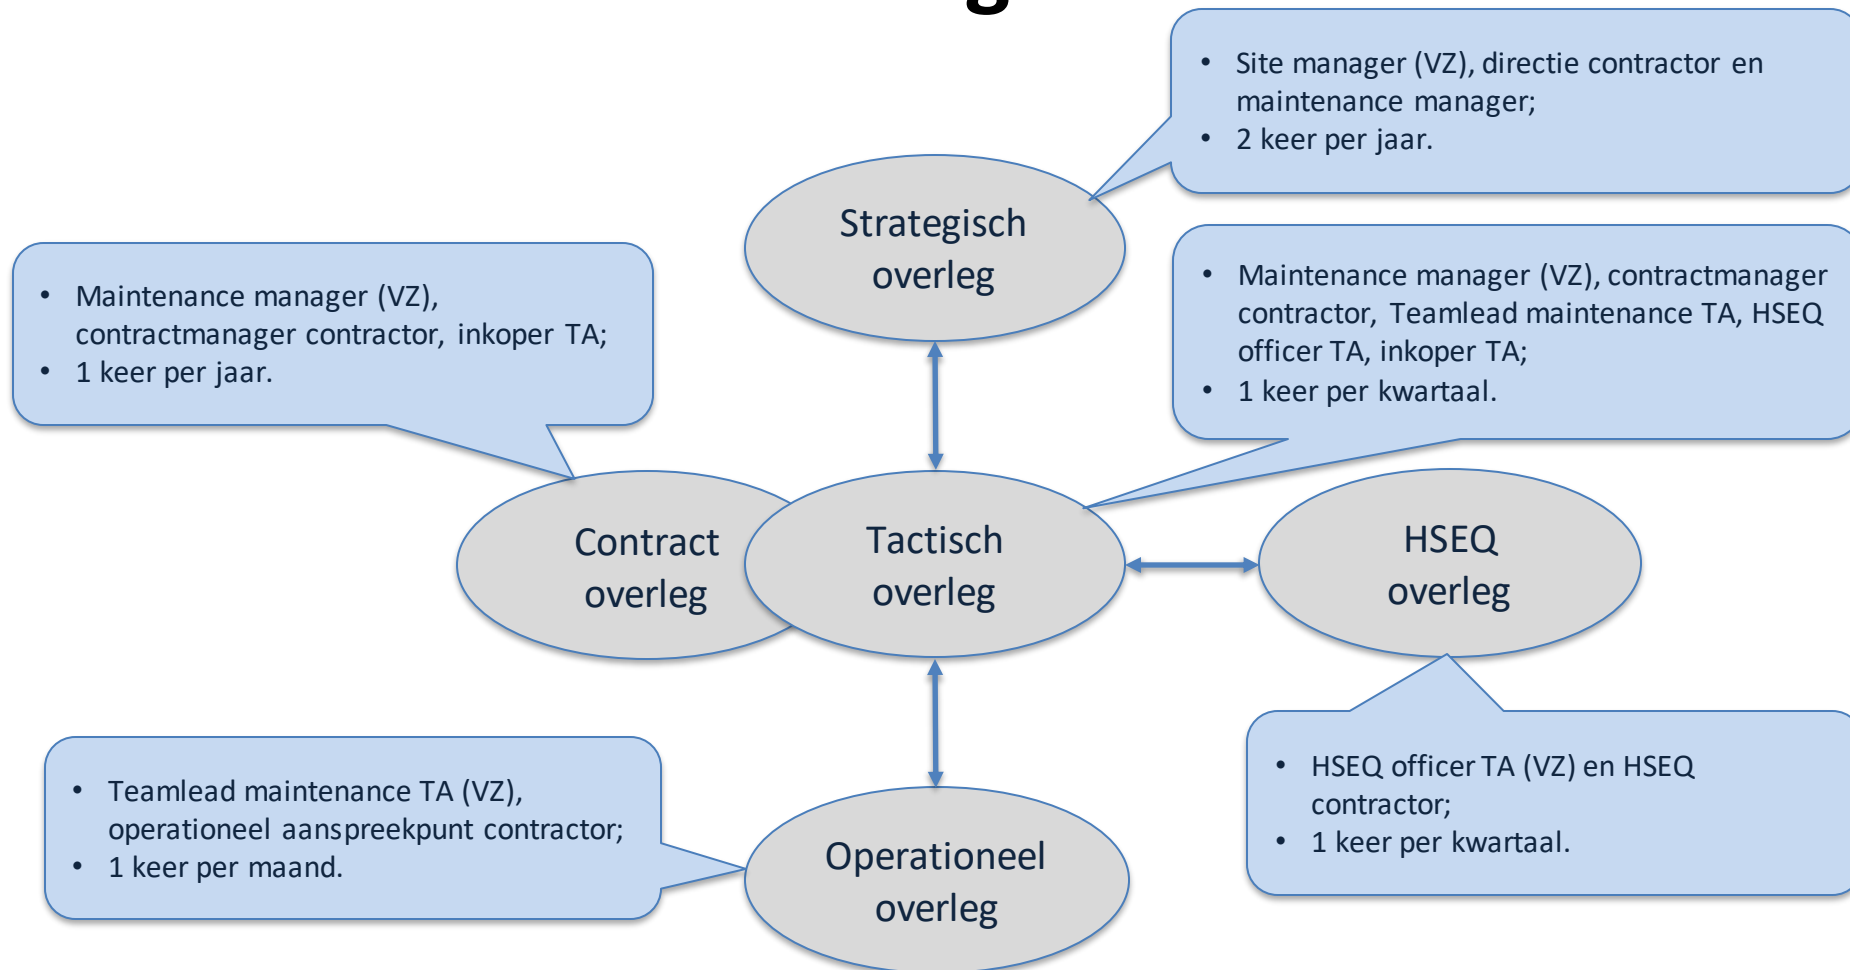 • Site manager (VZ), directie contractor en
maintenance manager;
• 2 keer per jaar.
Strategisch
overleg
• Maintenance manager (VZ),
contractmanager contractor, inkoper TA;
• 1 keer per jaar.
• Maintenance manager (VZ), contractmanager
contractor, Teamlead maintenance TA, HSEQ
officer TA, inkoper TA;
• 1 keer per kwartaal.
Contract
overleg
Tactisch
overleg
HSEQ
overleg
• Teamlead maintenance TA (VZ),
operationeel aanspreekpunt contractor;
• 1 keer per maand.
Operationeel
overleg
• HSEQ officer TA (VZ) en HSEQ
contractor;
• 1 keer per kwartaal.